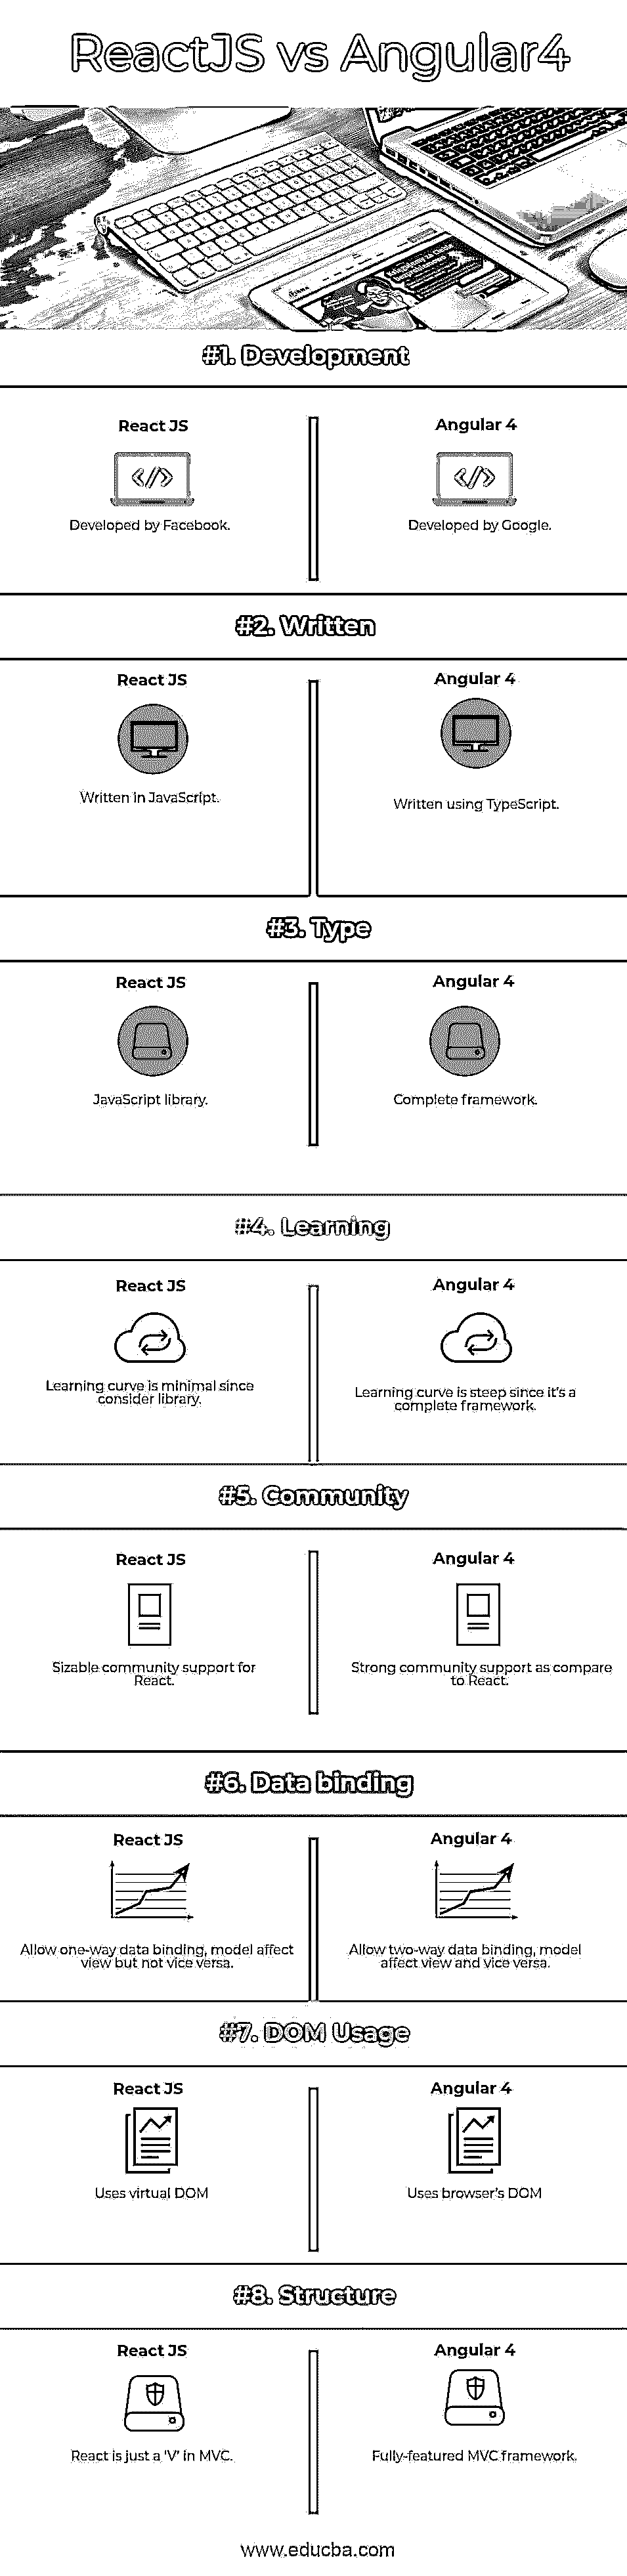 ReactJS vs Angular4
#1. Development
React JS
Angular 4
Developed by Facebook.
Developed by Google.
#2. Written
React JS
Angular 4
Written in JavaScript.
Written using TypeScript.
#3. Type
React JS
Angular 4
JavaScript library.
Complete framework.
#4. Learning
React JS
Angular 4
Learning curve is minimal since
consider library.
Learning curve is steep since it's a
complete framework.
#5. Community
React JS
Angular 4
Sizable community support for
React.
Strong community support as compare
to React.
#6. Data binding
React JS
Angular 4
Allow one-way data binding, model affect
view but not vice versa.
Allow two-way data binding, model
affect view and vice versa.
#7. DOM Usage
React JS
Angular 4
Uses virtual DOM
Uses browser's DOM
#8. Structure
React JS
Angular 4
React is just a 'V' in MVC.
Fully-featured MVC framework.
www.educba.com